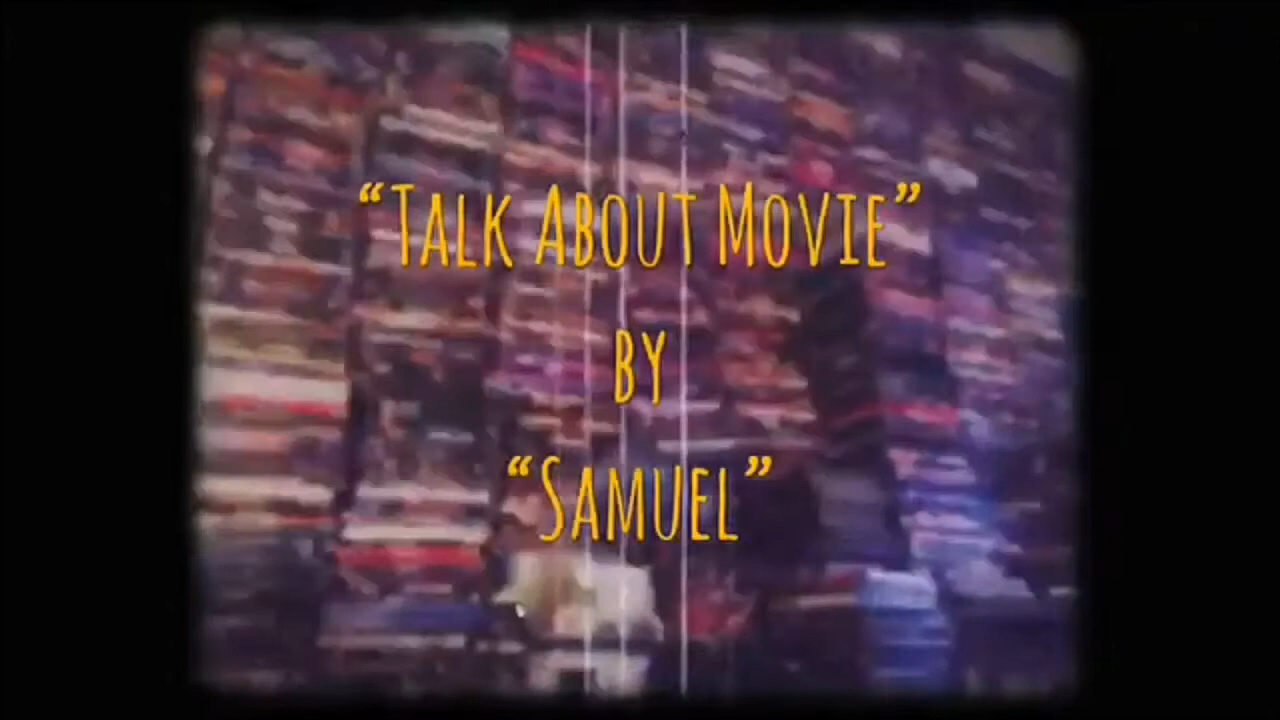 “Talk About Movie”
by
“Samuel”